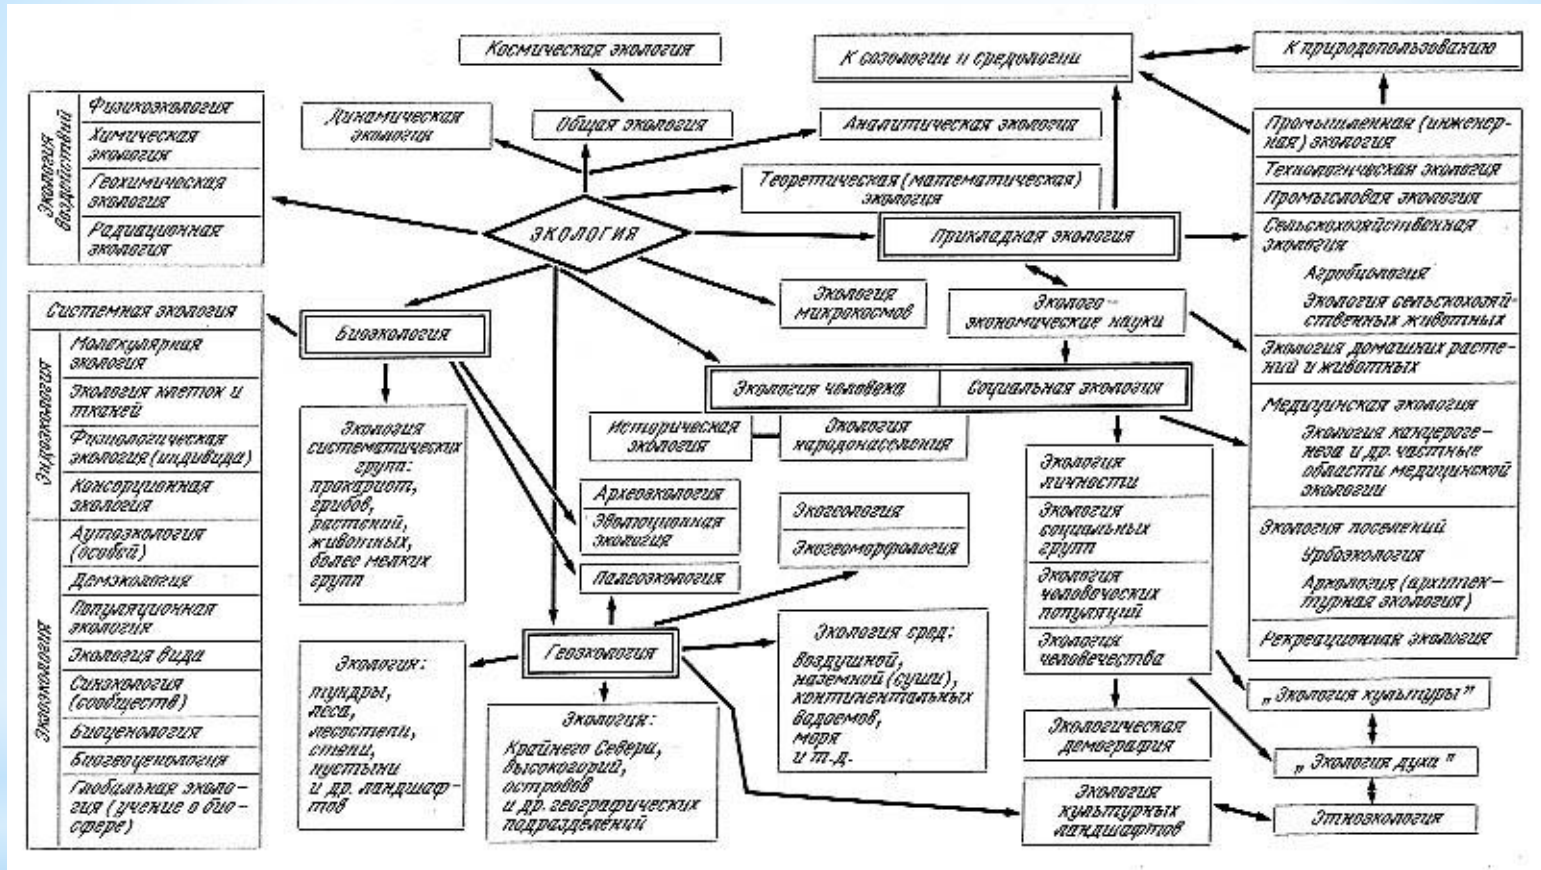 Космическая экология
К созологии и средологии
К природопользованию
Экология
воздействий
Физикоэкология
Химическая
экология
Геохимическая
экология
Радиационная
экология
Динамическая
экология
Общая экология
Аналитическая экология
Теоретическая (математическая)
экология
ЭКОЛОГИЯ
Прикладная экология
Экология
микрокосмов
Эколого-
экономические науки
Промышленная (инженер-
ная) экология
Технологическая экология
Промысловая экология
Сельскохозяйственная
экология
Агробиология
Экология сельскохозяй-
ственных животных
Экология домашних расте-
ний и животных
Медицинская экология
Экология канцероге-
неза и др. частные
области медицинской
экологии
Экология поселений
Урбоэкология
Аркология (архитек-
турная экология)
Рекреационная экология
Системная экология
Эндоэкология
Молекулярная
экология
Экология клеток и
тканей
Физиологическая
экология (индивида)
Консорционная
экология
Экзоэкология
Аутоэкология
(особей)
Демэкология
Популяционная
экология
Экология вида
Синэкология
(сообществ)
Биоценология
Биогеоценология
Глобальная эколо-
гия (учение о био-
сфере)
Биоэкология
Экология
систематических
групп:
прокариот,
грибов,
растений,
животных,
более мелких
групп
Экология человека
Социальная экология
Историческая
экология
Экология
народонаселения
Археоэкология
Эволюционная
экология
Палеоэкология
Экогеология
Экогеоморфология
Экология
личности
Экология
социальных
групп
Экология
человеческих
популяций
Экология
человечества
Геоэкология
Экология:
тундры,
леса,
лесостепи,
степи,
пустыни
и др. ландшаф-
тов
Экологии:
Крайнего Севера,
высокогорий,
островов
и др. географических
подразделений
Экология сред:
воздушной,
наземной (суши),
континентальных
водоемов,
моря
и т.д.
Экологическая
демография
Экология
культурных
ландшафтов
„Экология культуры"
„Экология духа"
Этноэкология